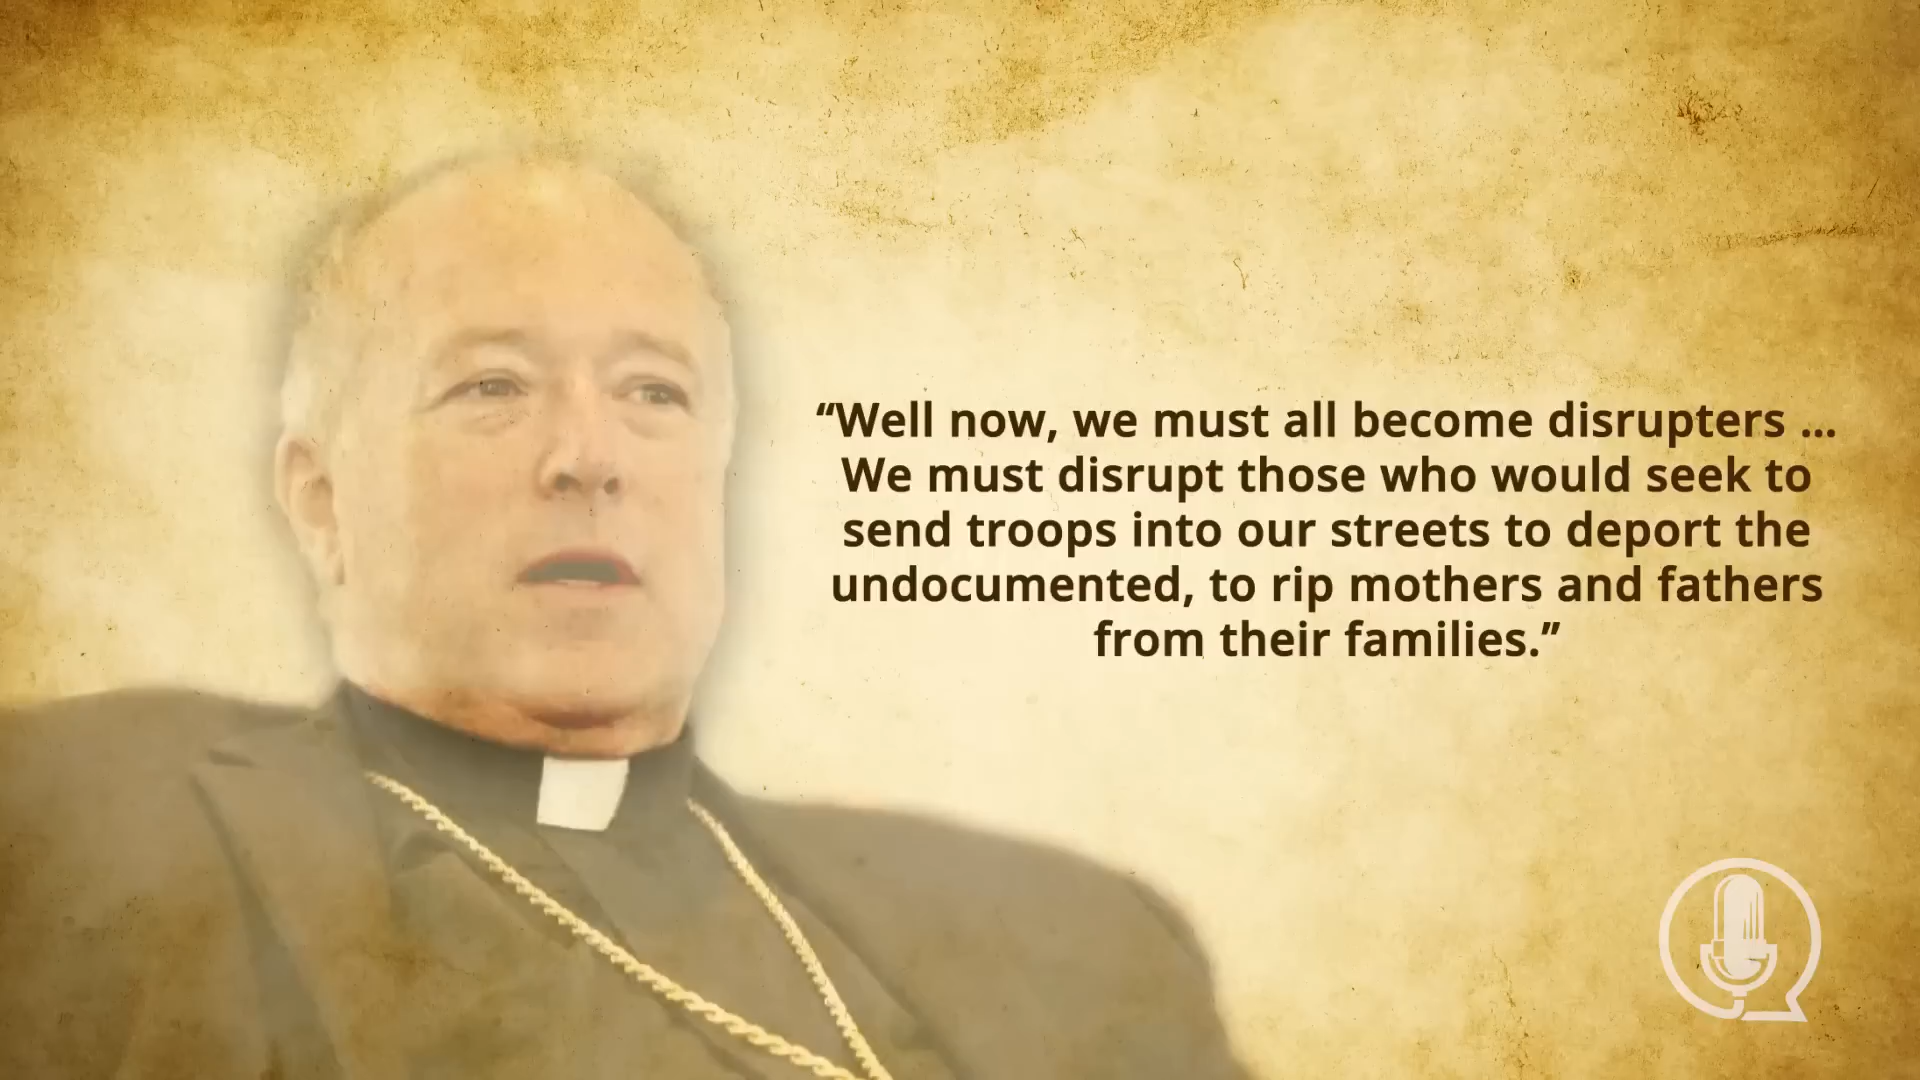 “Well now, we must all become disrupters ...
We must disrupt those who would seek to
send troops into our streets to deport the
undocumented, to rip mothers and fathers
from their families.”